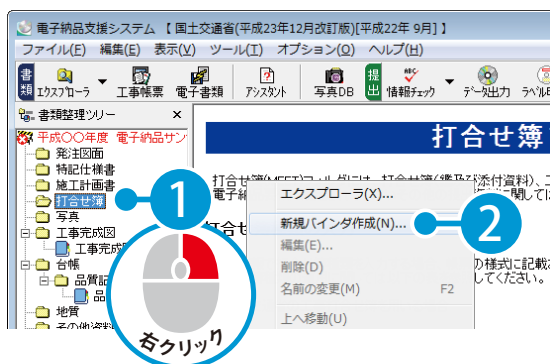 電子納品支援システム 【 国土交通省(平成23年12月改訂版)[平成22年 9月] 】
ファイル(F) 編集(E) 表示(V) ツール(T) オプション(O) ヘルプ(H)
書類 エクスプローラ 工事帳票 電子書類 アシスタント 写真DB 提出 情報チェック データ出力
書類整理ツリー ×
平成〇〇年度 電子納品サン
発注図面
特記仕様書
施工計画書
打合せ簿
写真
工事完成図
工事完成図
台帳
品質記
品
地質
その他資料
打合せ簿
打合せ簿(MEET)フォルダには、打合せ簿(鑑及び添付資料)、工
電子納
関しては
打合せ
の様式に記載
してください。
エクスプローラ(X)...
新規バインダ作成(N)...
編集(E)...
削除(D)
名前の変更(M) F2
上へ移動(U)
1
2
右クリック